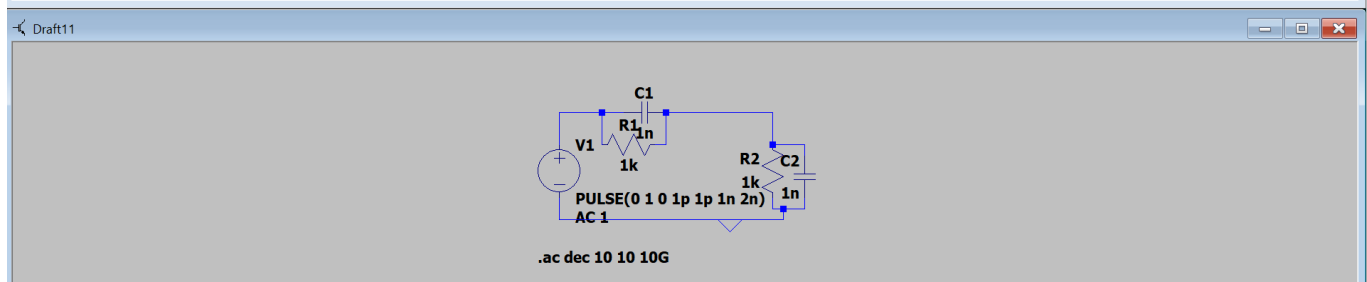 Draft11
C1
R1
1n
V1
1k
R2
C2
1k
1n
PULSE(0 1 0 1p 1p 1n 2n)
AC 1
.ac dec 10 10 10G